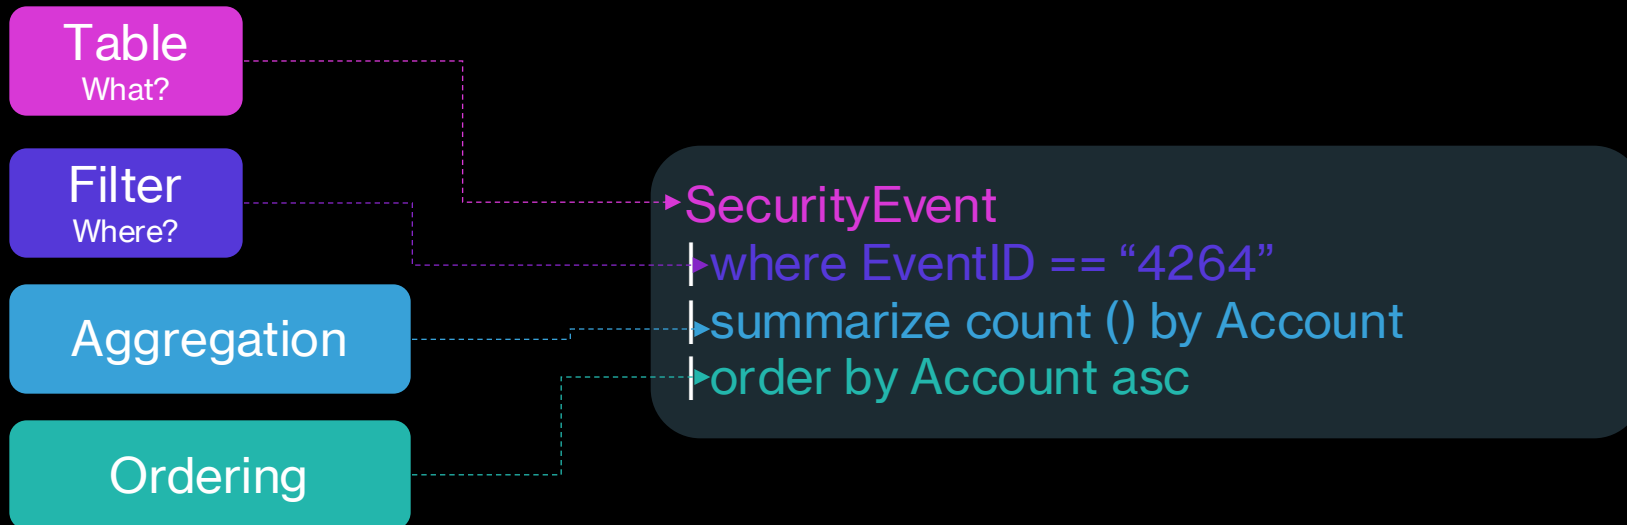 Table
What?
Filter
Where?
Aggregation
Ordering
SecurityEvent
|where EventID == “4264”
|summarize count () by Account
|order by Account asc